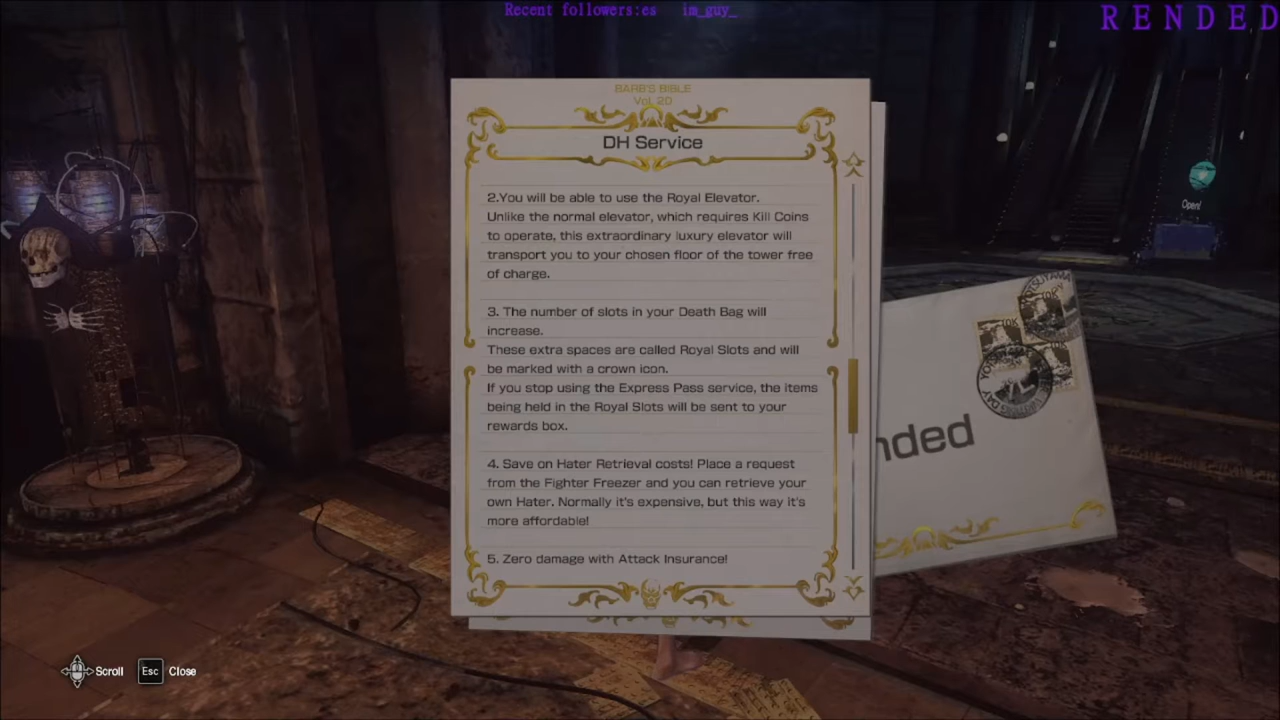 Recent followers:es im_guy_
RENDED
BARB'S BIBLE
Vol. 20
DH Service
2.You will be able to use the Royal Elevator.
Unlike the normal elevator, which requires Kill Coins
to operate, this extraordinary luxury elevator will
transport you to your chosen floor of the tower free
of charge.
3. The number of slots in your Death Bag will
increase.
These extra spaces are called Royal Slots and will
be marked with a crown icon.
If you stop using the Express Pass service, the items
being held in the Royal Slots will be sent to your
rewards box.
4. Save on Hater Retrieval costs! Place a request
from the Fighter Freezer and you can retrieve your
own Hater. Normally it's expensive, but this way it's
more affordable!
5. Zero damage with Attack Insurance!
Open!
nded
Scroll Esc Close